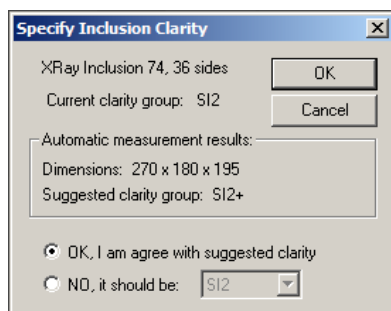 Specify Inclusion Clarity
XRay Inclusion 74, 36 sides
OK
Current clarity group: SI2
Cancel
Automatic measurement results:
Dimensions: 270 x 180 x 195
Suggested clarity group: SI2+
OK, I am agree with suggested clarity
NO, it should be: SI2